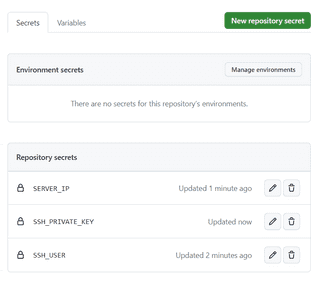 Secrets
Variables
New repository secret
Environment secrets
Manage environments
There are no secrets for this repository's environments.
Repository secrets
SERVER_IP Updated 1 minute ago
SSH_PRIVATE_KEY Updated now
SSH_USER Updated 2 minutes ago